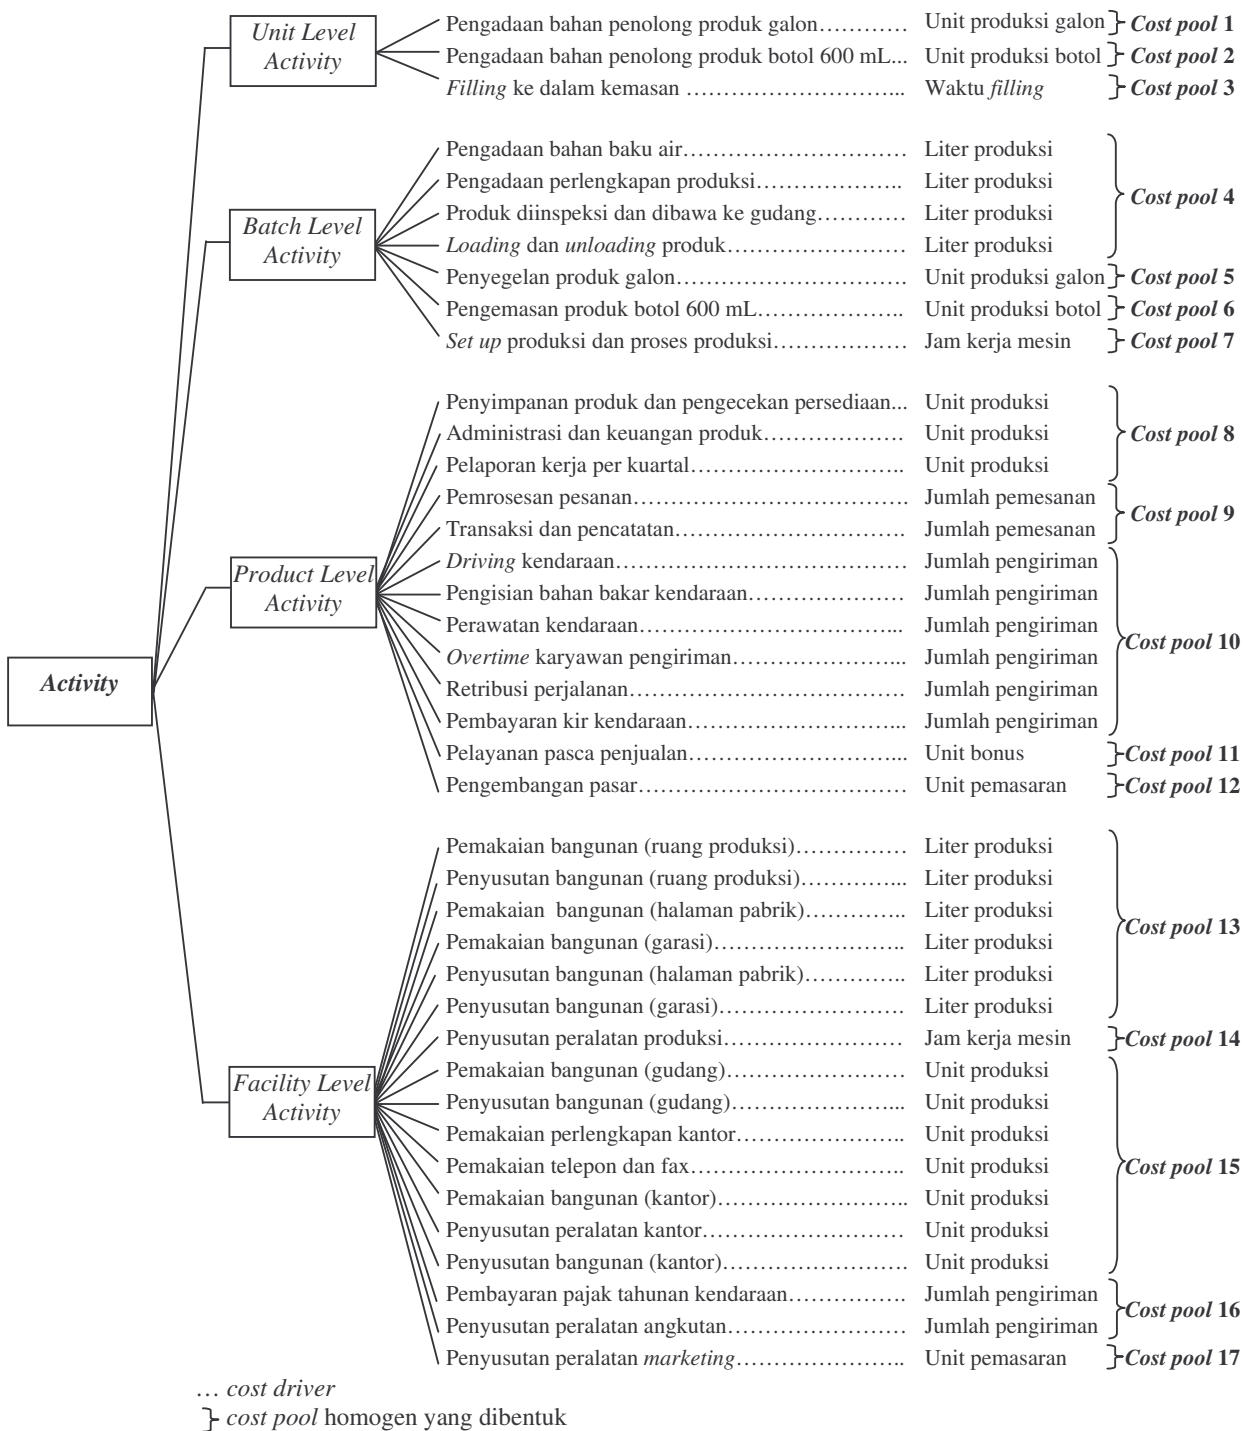 Unit Level
Activity
Pengadaan bahan penolong produk galon………… Unit produksi galon Cost pool 1
Pengadaan bahan penolong produk botol 600 mL... Unit produksi botol Cost pool 2
Filling ke dalam kemasan ………………………... Waktu filling Cost pool 3
Batch Level
Activity
Pengadaan bahan baku air………………………… Liter produksi
Pengadaan perlengkapan produksi……………….. Liter produksi
Produk diinspeksi dan dibawa ke gudang………… Liter produksi
Loading dan unloading produk…………………… Liter produksi
Cost pool 4
Penyegelan produk galon………………………… Unit produksi galon Cost pool 5
Pengemasan produk botol 600 mL……………….. Unit produksi botol Cost pool 6
Set up produksi dan proses produksi……………… Jam kerja mesin Cost pool 7
Product Level
Activity
Penyimpanan produk dan pengecekan persediaan... Unit produksi
Administrasi dan keuangan produk………………. Unit produksi
Pelaporan kerja per kuartal……………………….. Unit produksi
Cost pool 8
Pemrosesan pesanan………………………………. Jumlah pemesanan
Transaksi dan pencatatan…………………………. Jumlah pemesanan
Cost pool 9
Driving kendaraan………………………………… Jumlah pengiriman
Pengisian bahan bakar kendaraan………………… Jumlah pengiriman
Perawatan kendaraan……………………………... Jumlah pengiriman
Overtime karyawan pengiriman…………………... Jumlah pengiriman
Retribusi perjalanan………………………………. Jumlah pengiriman
Pembayaran kir kendaraan………………………... Jumlah pengiriman
Cost pool 10
Pelayanan pasca penjualan………………………... Unit bonus Cost pool 11
Pengembangan pasar……………………………… Unit pemasaran Cost pool 12
Activity
Facility Level
Activity
Pemakaian bangunan (ruang produksi)…………… Liter produksi
Penyusutan bangunan (ruang produksi)…………... Liter produksi
Pemakaian bangunan (halaman pabrik)………….. Liter produksi
Pemakaian bangunan (garasi)…………………….. Liter produksi
Penyusutan bangunan (halaman pabrik)………….. Liter produksi
Penyusutan bangunan (garasi)……………………. Liter produksi
Cost pool 13
Penyusutan peralatan produksi…………………… Jam kerja mesin Cost pool 14
Pemakaian bangunan (gudang)…………………… Unit produksi
Penyusutan bangunan (gudang)…………………... Unit produksi
Pemakaian perlengkapan kantor………………….. Unit produksi
Pemakaian telepon dan fax……………………….. Unit produksi
Pemakaian bangunan (kantor)…………………….. Unit produksi
Penyusutan peralatan kantor……………………… Unit produksi
Penyusutan bangunan (kantor)……………………. Unit produksi
Cost pool 15
Pembayaran pajak tahunan kendaraan……………. Jumlah pengiriman
Penyusutan peralatan angkutan…………………… Jumlah pengiriman
Cost pool 16
Penyusutan peralatan marketing………………….. Unit pemasaran Cost pool 17
… cost driver
cost pool homogen yang dibentuk